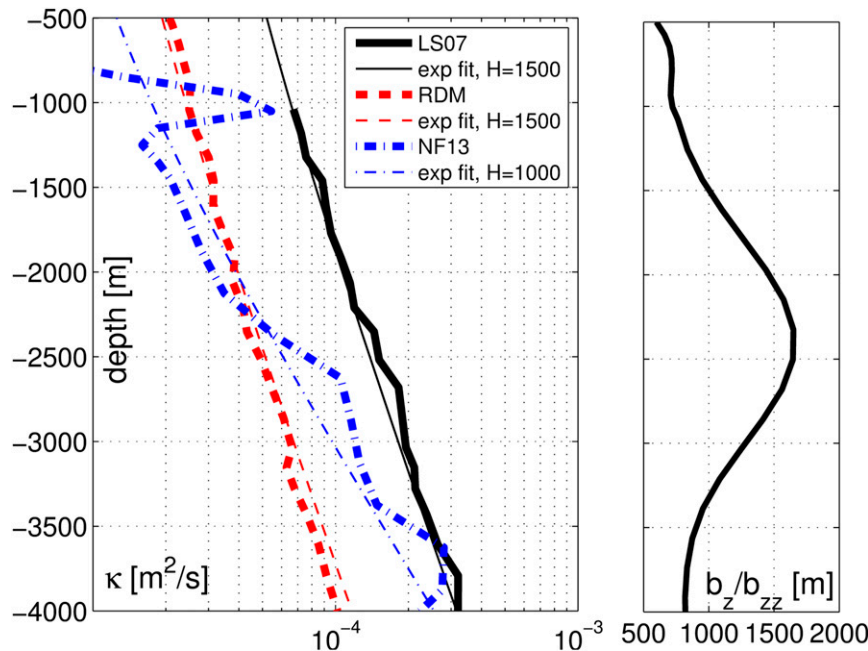 -500
-1000
-1500
-2000
-2500
-3000
-3500
-4000
depth [m]
LS07
exp fit, H=1500
RDM
exp fit, H=1500
NF13
exp fit, H=1000
κ [m²/s]
10⁻⁴
10⁻³
b_z/b_zz [m]
500 1000 1500 2000